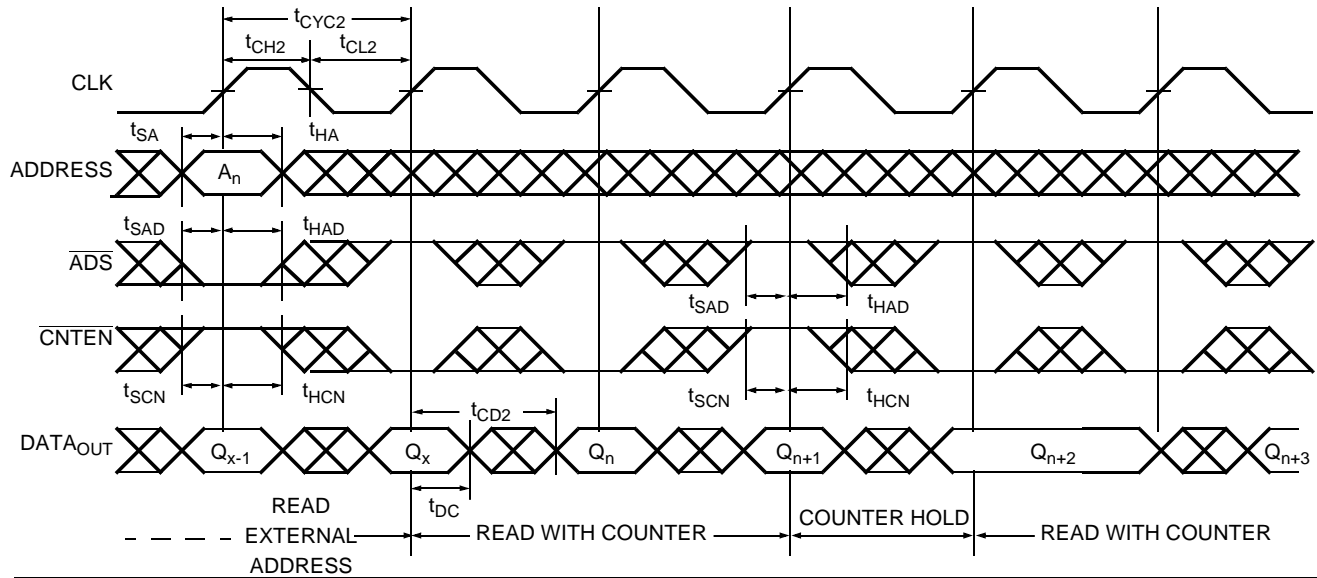 tCYC2
tCH2 tCL2
CLK
tSA tHA
ADDRESS An
tSAD tHAD
ADS
tSAD tHAD
CNTEN
tSCN tHCN tSCN tHCN
tCD2
DATAOUT Qx-1 Qx Qn Qn+1 Qn+2 Qn+3
tDC
READ
EXTERNAL
ADDRESS
READ WITH COUNTER
COUNTER HOLD
READ WITH COUNTER